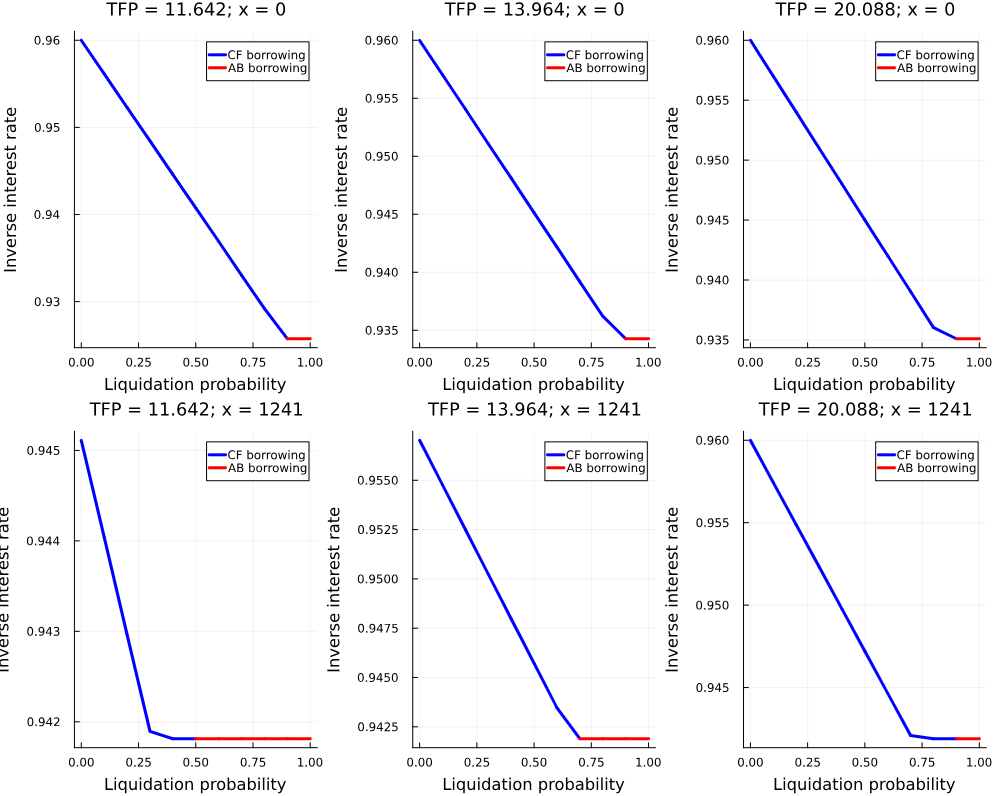 TFP = 11.642; x = 0
0.96
0.95
0.94
0.93
Inverse interest rate
CF borrowing
AB borrowing
0.00 0.25 0.50 0.75 1.00
Liquidation probability
TFP = 13.964; x = 0
0.960
0.955
0.950
0.945
0.940
0.935
Inverse interest rate
CF borrowing
AB borrowing
0.00 0.25 0.50 0.75 1.00
Liquidation probability
TFP = 20.088; x = 0
0.960
0.955
0.950
0.945
0.940
0.935
Inverse interest rate
CF borrowing
AB borrowing
0.00 0.25 0.50 0.75 1.00
Liquidation probability
TFP = 11.642; x = 1241
0.945
0.944
0.943
0.942
Inverse interest rate
CF borrowing
AB borrowing
0.00 0.25 0.50 0.75 1.00
Liquidation probability
TFP = 13.964; x = 1241
0.9550
0.9525
0.9500
0.9475
0.9450
0.9425
Inverse interest rate
CF borrowing
AB borrowing
0.00 0.25 0.50 0.75 1.00
Liquidation probability
TFP = 20.088; x = 1241
0.960
0.955
0.950
0.945
Inverse interest rate
CF borrowing
AB borrowing
0.00 0.25 0.50 0.75 1.00
Liquidation probability